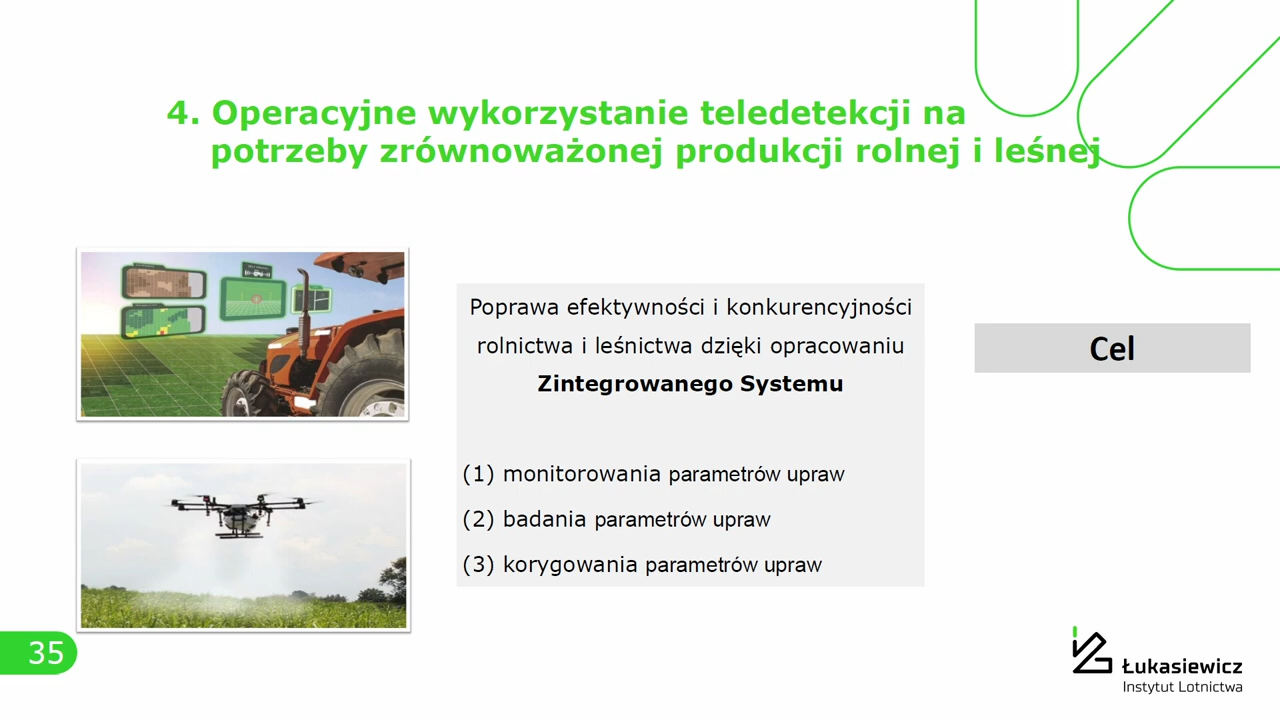 4. Operacyjne wykorzystanie teledetekcji na
potrzeby zrównoważonej produkcji rolnej i leśnej
Poprawa efektywności i konkurencyjności
rolnictwa i leśnictwa dzięki opracowaniu
Zintegrowanego Systemu
(1) monitorowania parametrów upraw
(2) badania parametrów upraw
(3) korygowania parametrów upraw
Cel
35
Łukasiewicz
Instytut Lotnictwa